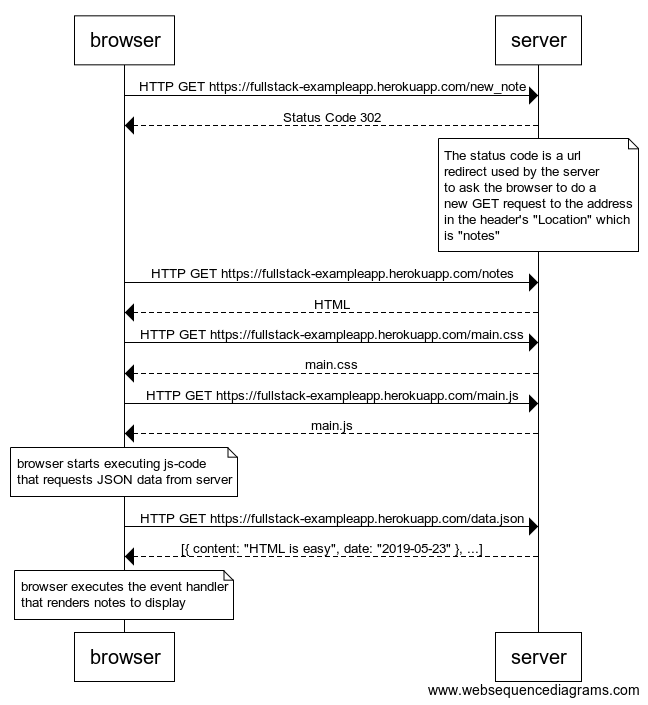 browser
server
HTTP GET https://fullstack-exampleapp.herokuapp.com/new_note
Status Code 302
The status code is a url
redirect used by the server
to ask the browser to do a
new GET request to the address
in the header's "Location" which
is "notes"
HTTP GET https://fullstack-exampleapp.herokuapp.com/notes
HTML
HTTP GET https://fullstack-exampleapp.herokuapp.com/main.css
main.css
HTTP GET https://fullstack-exampleapp.herokuapp.com/main.js
main.js
browser starts executing js-code
that requests JSON data from server
HTTP GET https://fullstack-exampleapp.herokuapp.com/data.json
[{ content: "HTML is easy", date: "2019-05-23" }, ...]
browser executes the event handler
that renders notes to display
browser
server
www.websequencediagrams.com